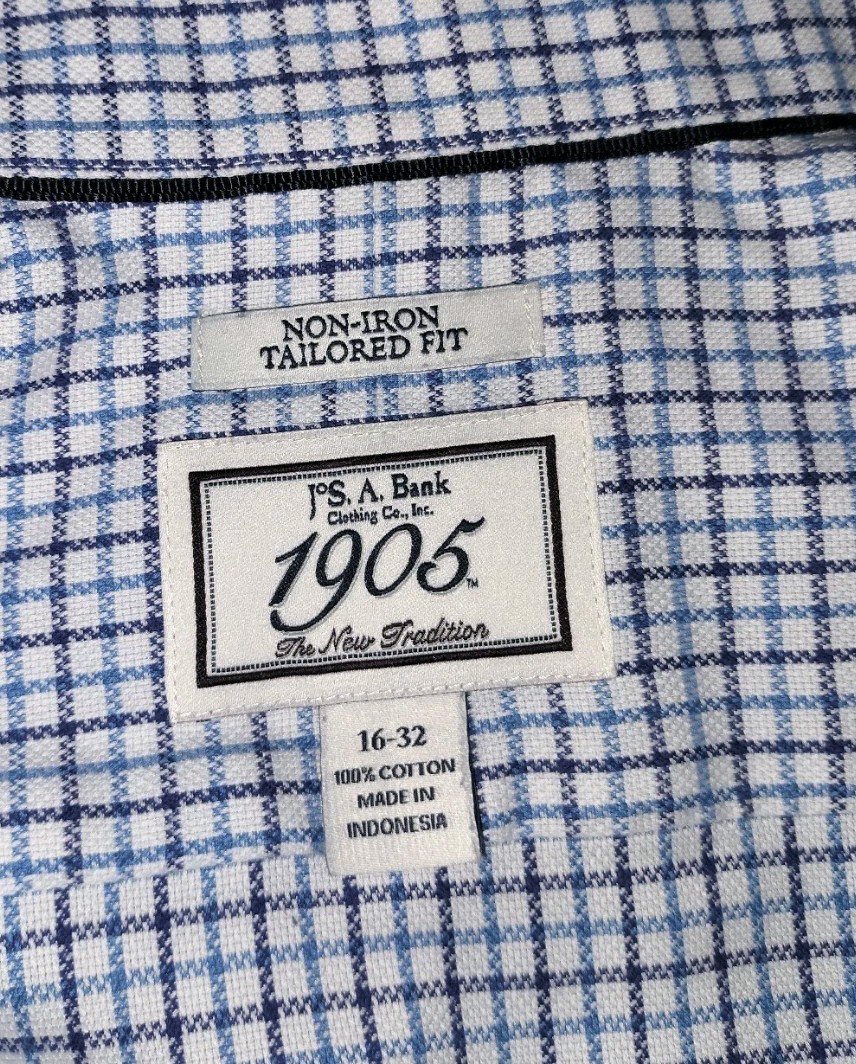 NON-IRON
TAILORED FIT
JoS. A. Bank
Clothing Co., Inc.
1905™
The New Tradition
16-32
100% COTTON
MADE IN
INDONESIA